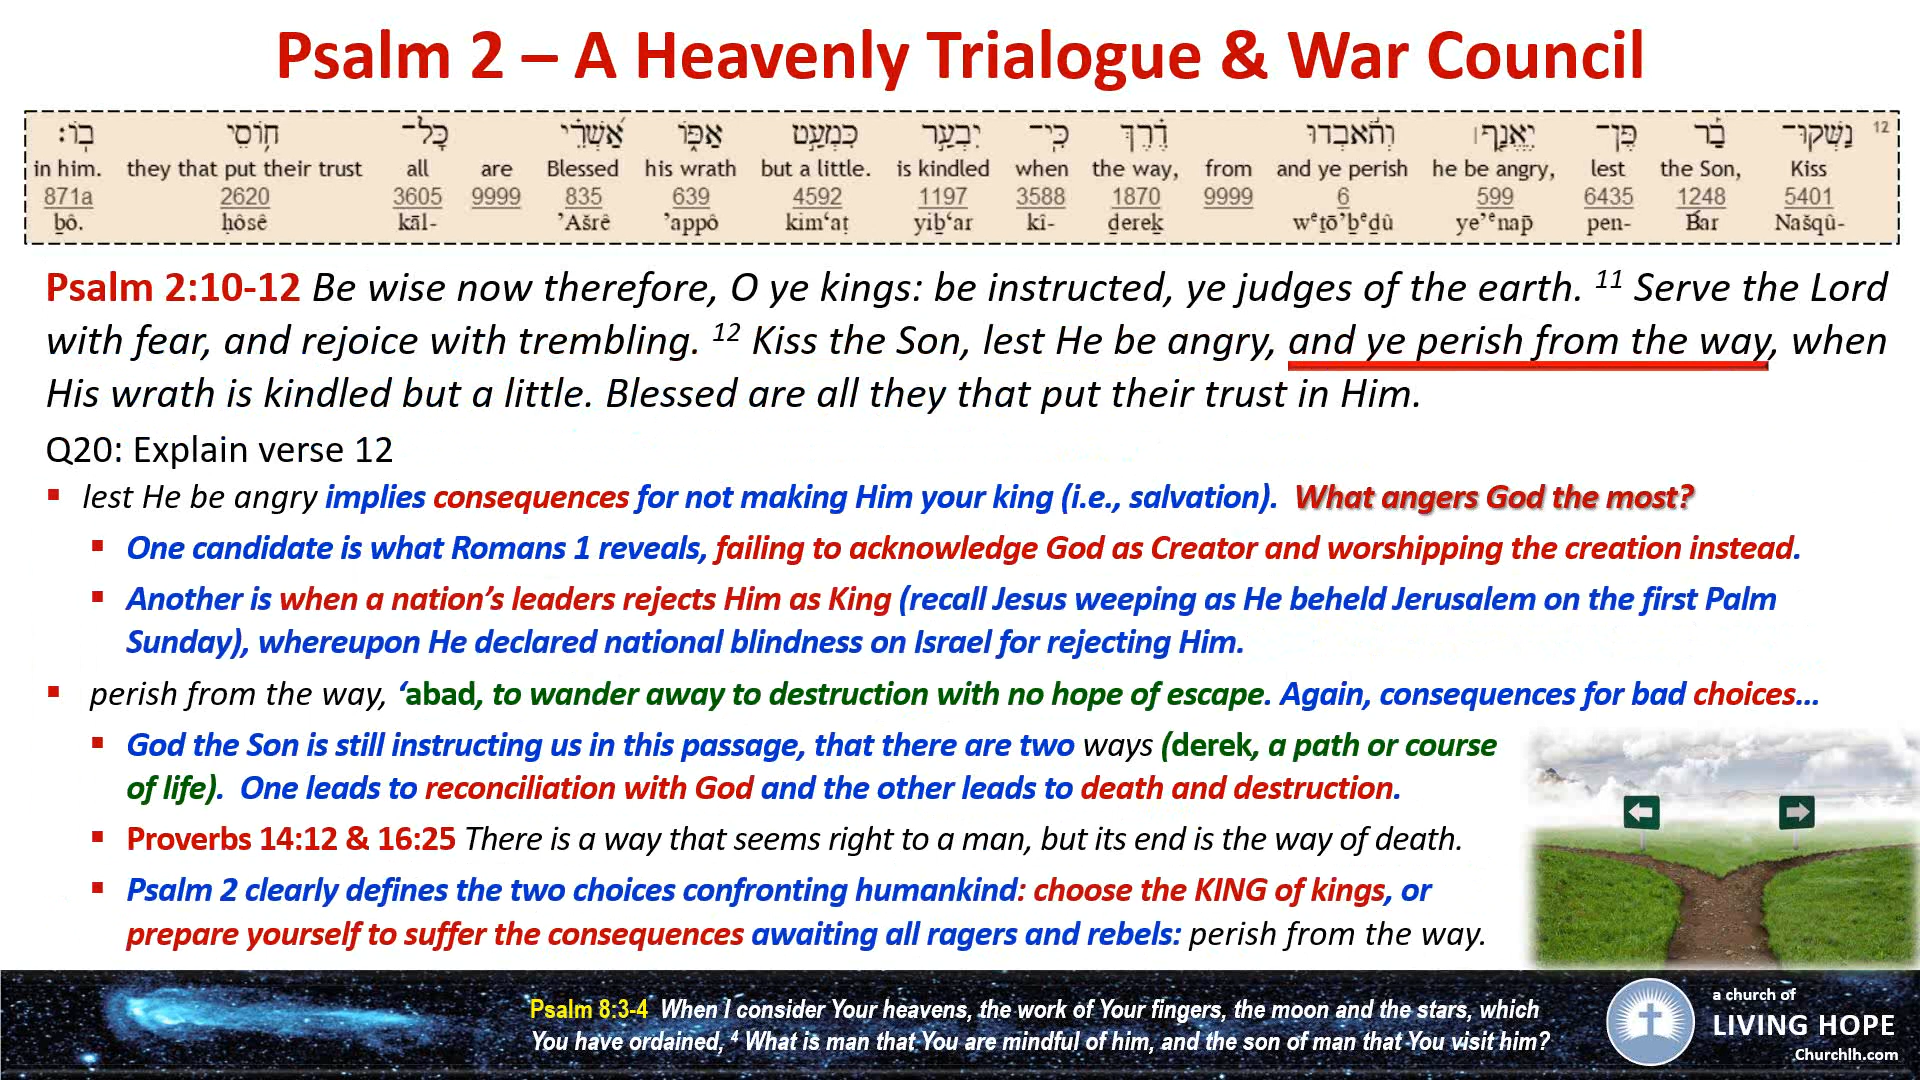 Psalm 2 – A Heavenly Trialogue & War Council
12 נַשְּׁקוּ־ בַ֡ר פֶּן־ יֶאֱנַ֤ף׀ וְתֹ֬אבְדוּ דֶ֗רֶךְ כִּֽי־ יִבְעַ֣ר כִּמְעַ֣ט אַפּ֑וֹ אַ֝שְׁרֵ֗י כָּל־ ח֥וֹסֵי בֽוֹ׃
in him. they that put their trust all are Blessed his wrath but a little. is kindled when the way, from and ye perish he be angry, lest the Son, Kiss
871a 2620 3605 9999 835 639 4592 1197 3588 1870 9999 6 599 6435 1248 5401
ḇō. ḥōsê kāl- ’Ašrê ’appō kim‘aṭ yiḇ‘ar kî- ḏereḵ wᵉṯō’ḇᵉḏū ye’ᵉnap̄ pen- Bar Našqū-
Psalm 2:10-12 Be wise now therefore, O ye kings: be instructed, ye judges of the earth. 11 Serve the Lord
with fear, and rejoice with trembling. 12 Kiss the Son, lest He be angry, and ye perish from the way, when
His wrath is kindled but a little. Blessed are all they that put their trust in Him.
Q20: Explain verse 12
▪ lest He be angry implies consequences for not making Him your king (i.e., salvation). What angers God the most?
▪ One candidate is what Romans 1 reveals, failing to acknowledge God as Creator and worshipping the creation instead.
▪ Another is when a nation’s leaders rejects Him as King (recall Jesus weeping as He beheld Jerusalem on the first Palm
Sunday), whereupon He declared national blindness on Israel for rejecting Him.
▪ perish from the way, ‘abad, to wander away to destruction with no hope of escape. Again, consequences for bad choices…
▪ God the Son is still instructing us in this passage, that there are two ways (derek, a path or course
of life). One leads to reconciliation with God and the other leads to death and destruction.
▪ Proverbs 14:12 & 16:25 There is a way that seems right to a man, but its end is the way of death.
▪ Psalm 2 clearly defines the two choices confronting humankind: choose the KING of kings, or
prepare yourself to suffer the consequences awaiting all ragers and rebels: perish from the way.
Psalm 8:3-4 When I consider Your heavens, the work of Your fingers, the moon and the stars, which
You have ordained, 4 What is man that You are mindful of him, and the son of man that You visit him?
a church of
LIVING HOPE
Churchlh.com